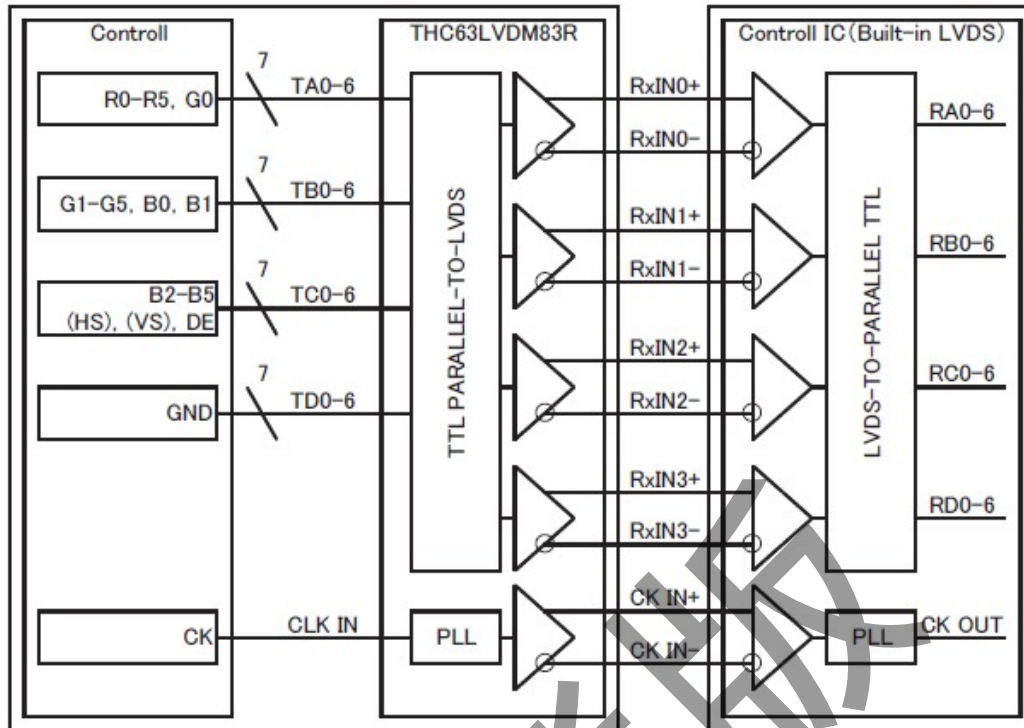 Controll
THC63LVDM83R
Controll IC(Built-in LVDS)
R0-R5, G0
7
TA0-6
RxIN0+
RxIN0-
RA0-6
G1-G5, B0, B1
7
TB0-6
RxIN1+
RxIN1-
RB0-6
B2-B5
(HS), (VS), DE
7
TC0-6
RxIN2+
RxIN2-
RC0-6
GND
7
TD0-6
RxIN3+
RxIN3-
RD0-6
TTL PARALLEL-TO-LVDS
LVDS-TO-PARALLEL TTL
CK
CLK IN
PLL
CK IN+
CK IN-
PLL
CK OUT
版